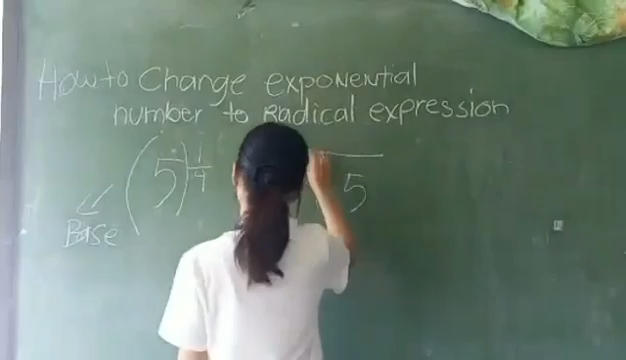 How to Change exponential
number to Radical expression
(5)^1/4 √5
Base